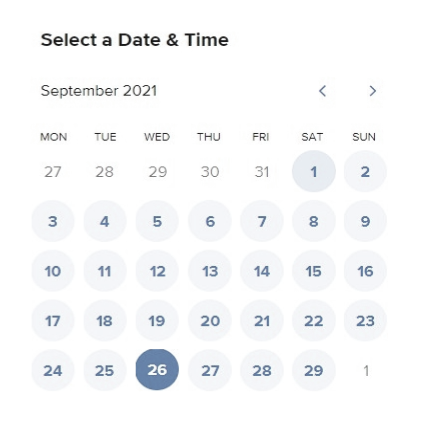 Select a Date & Time
September 2021
MON TUE WED THU FRI SAT SUN
27 28 29 30 31 1 2
3 4 5 6 7 8 9
10 11 12 13 14 15 16
17 18 19 20 21 22 23
24 25 26 27 28 29 1